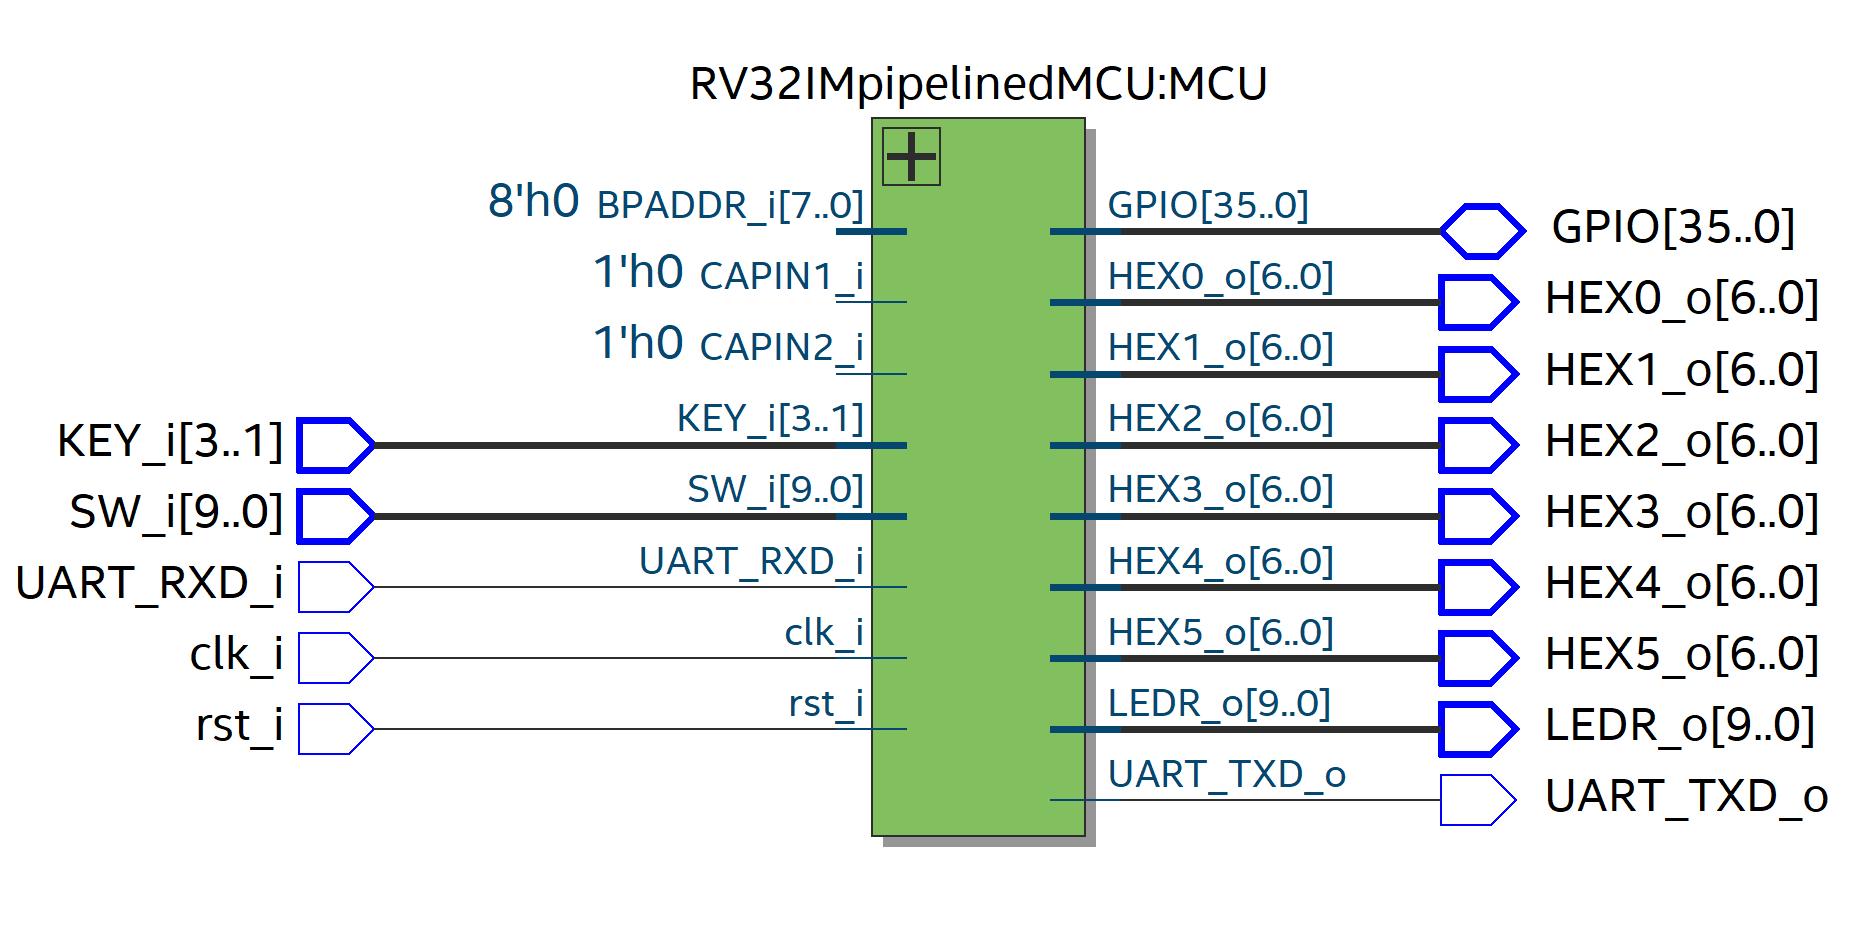 RV32IMpipelinedMCU:MCU
8'h0 BPADDR_i[7..0] GPIO[35..0] GPIO[35..0]
1'h0 CAPIN1_i HEX0_o[6..0] HEX0_o[6..0]
1'h0 CAPIN2_i HEX1_o[6..0] HEX1_o[6..0]
KEY_i[3..1] KEY_i[3..1] HEX2_o[6..0] HEX2_o[6..0]
SW_i[9..0] SW_i[9..0] HEX3_o[6..0] HEX3_o[6..0]
UART_RXD_i UART_RXD_i HEX4_o[6..0] HEX4_o[6..0]
clk_i clk_i HEX5_o[6..0] HEX5_o[6..0]
rst_i rst_i LEDR_o[9..0] LEDR_o[9..0]
UART_TXD_o UART_TXD_o